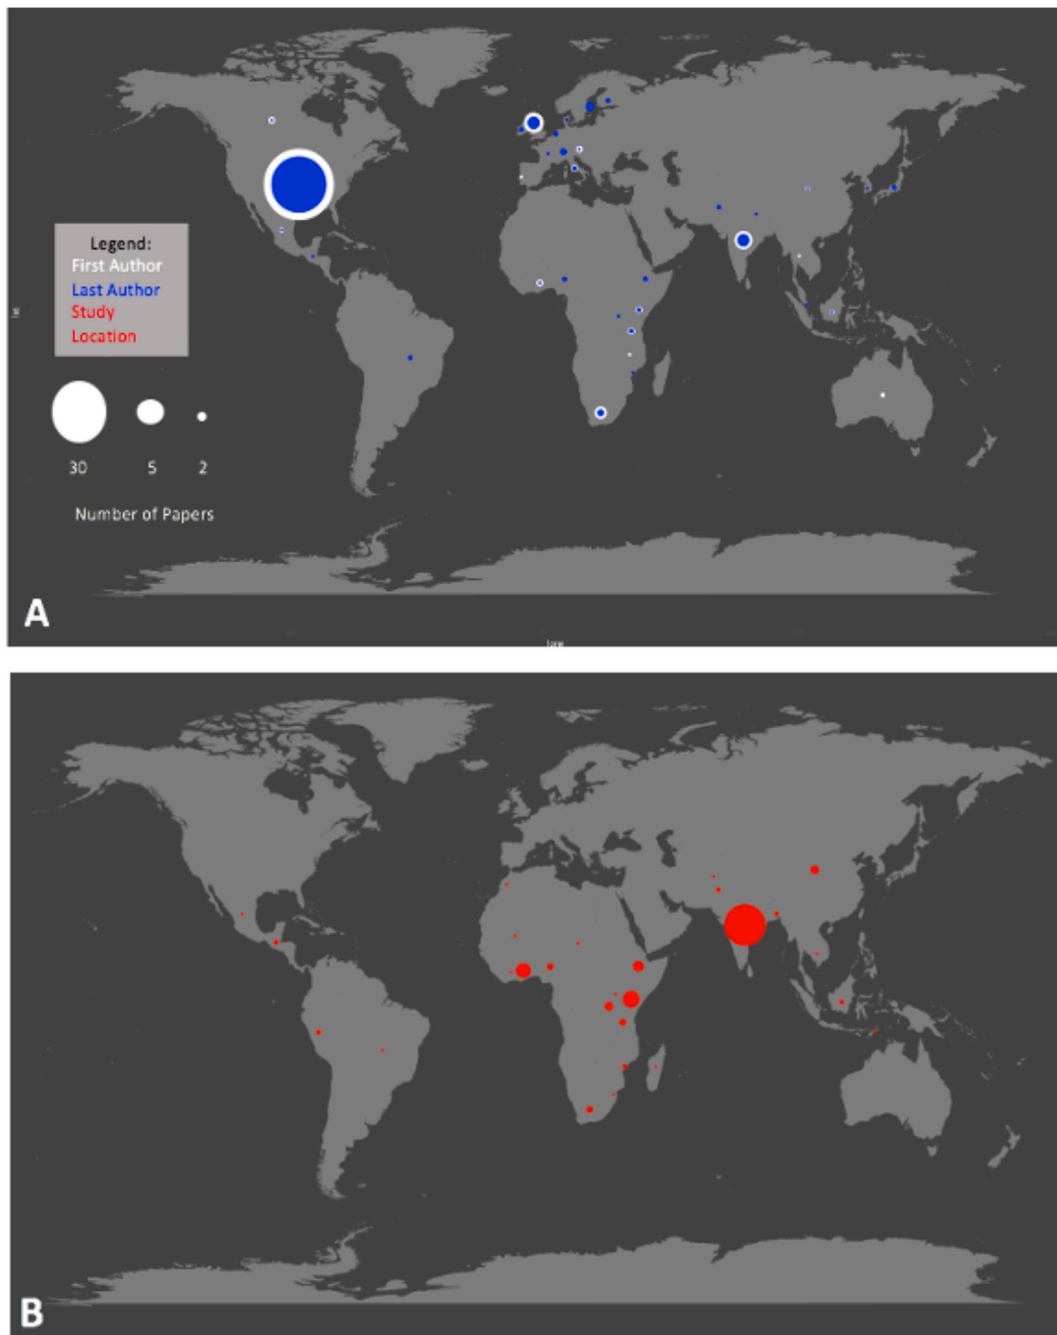 Legend:
First Author
Last Author
Study
Location
30 5 2
Number of Papers
A
B